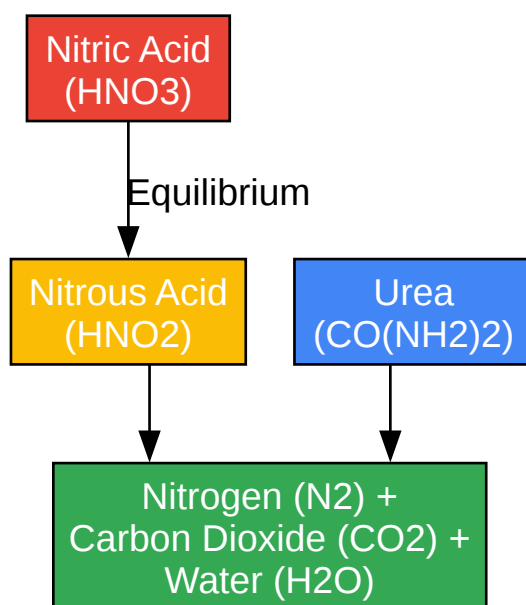 Nitric Acid
(HNO3)
Equilibrium
Nitrous Acid
(HNO2)
Urea
(CO(NH2)2)
Nitrogen (N2) +
Carbon Dioxide (CO2) +
Water (H2O)